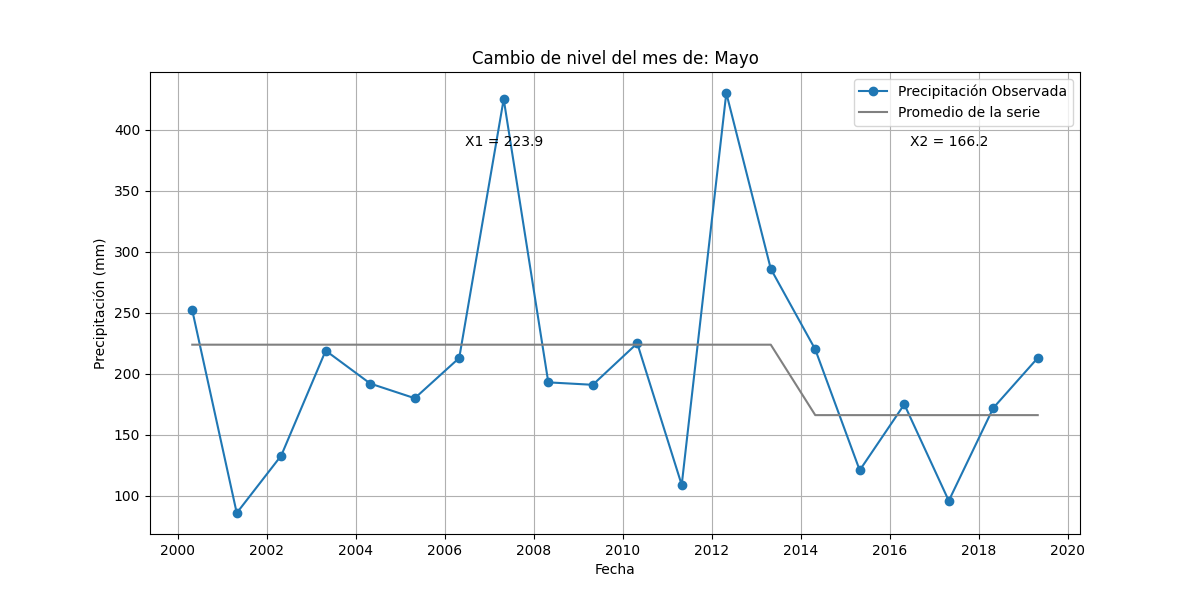 Cambio de nivel del mes de: Mayo
Precipitación Observada
Promedio de la serie
X1 = 223.9
X2 = 166.2
Precipitación (mm)
400
350
300
250
200
150
100
2000 2002 2004 2006 2008 2010 2012 2014 2016 2018 2020
Fecha